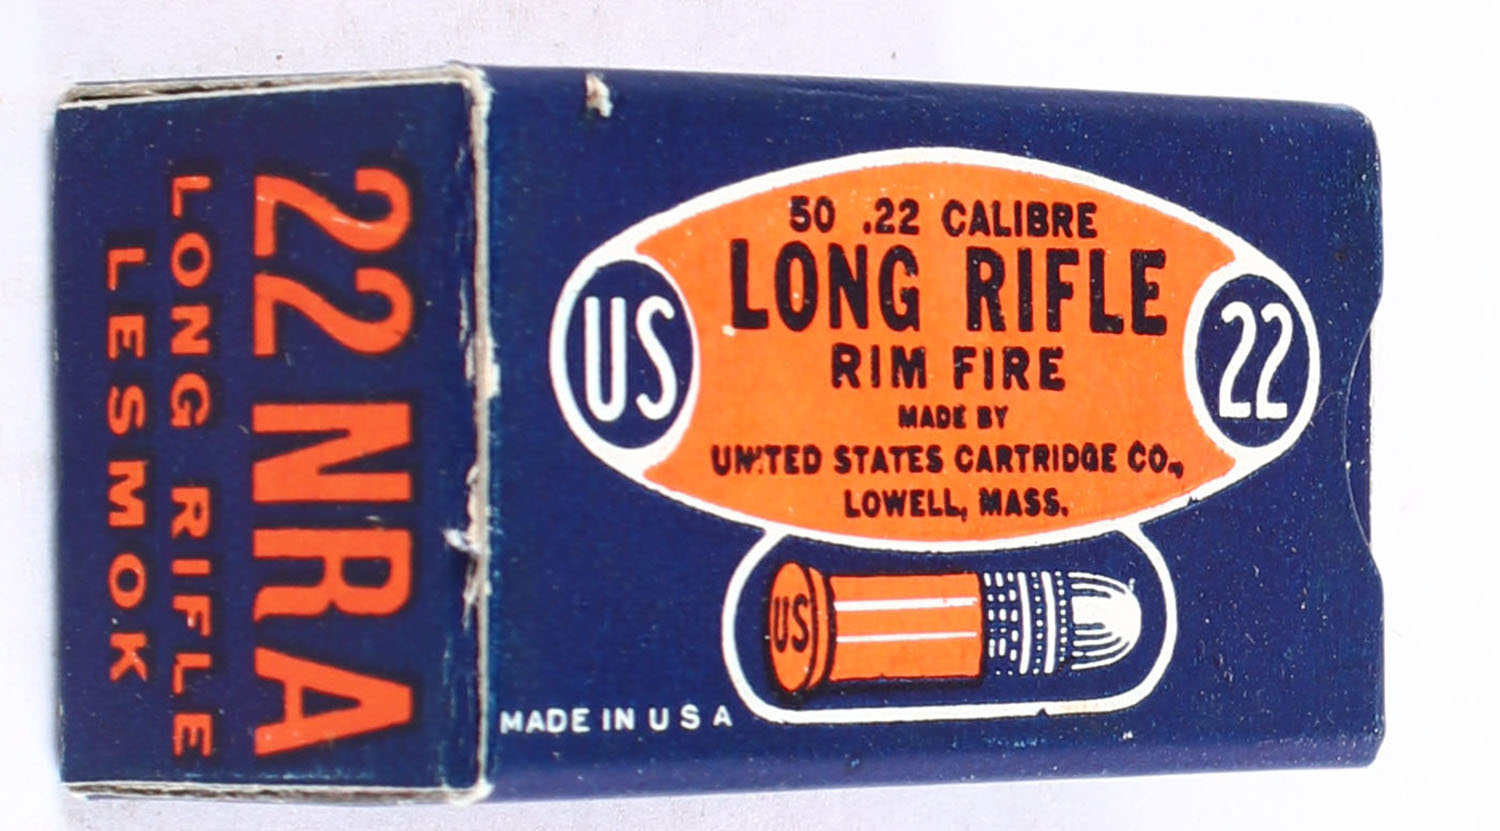 22 NRA
LONG RIFLE
LESMOK
50 .22 CALIBRE
LONG RIFLE
RIM FIRE
MADE BY
UNITED STATES CARTRIDGE CO.,
LOWELL, MASS.
US
22
US
MADE IN U S A